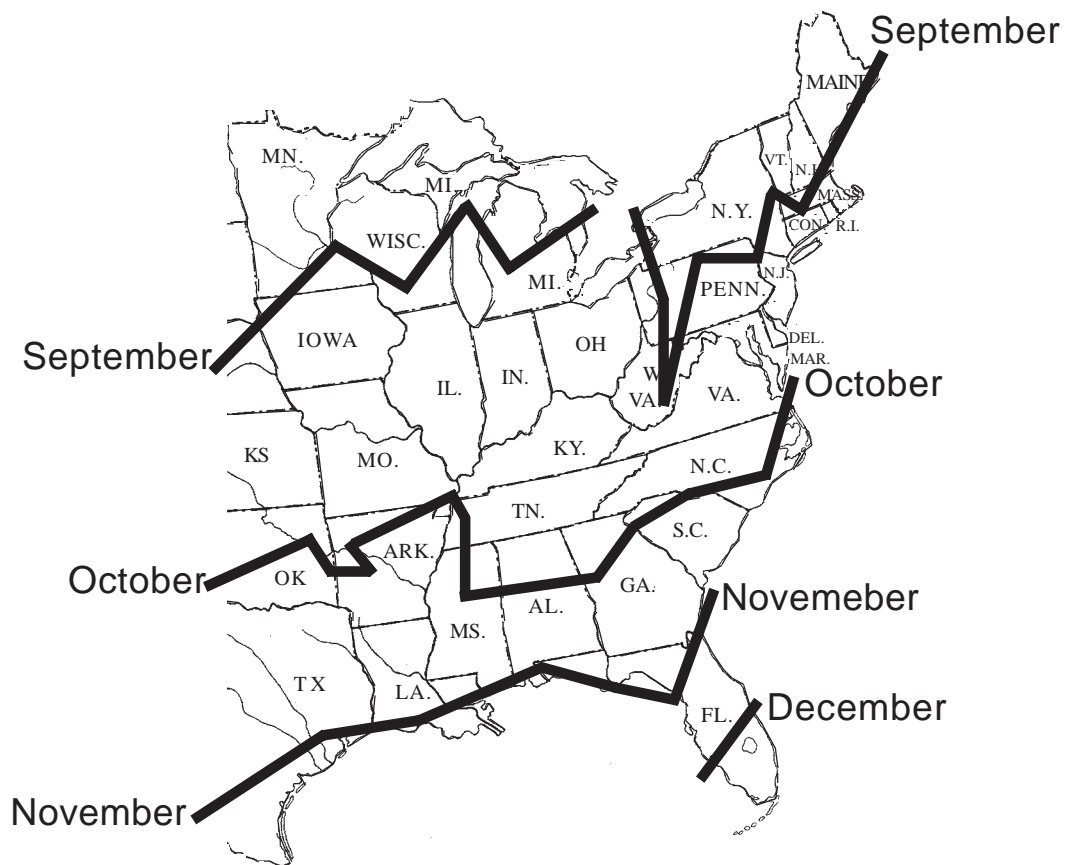 September
MAINE
MN.
VT.
N.H.
MI.
MASS.
N.Y.
WISC.
CON.
R.I.
N.J.
MI.
PENN.
IOWA
OH
DEL.
September
MAR.
W.
VA.
IL.
IN.
VA.
October
KY.
KS
MO.
N.C.
TN.
S.C.
ARK.
October
OK
GA.
AL.
Novemeber
MS.
TX
LA.
FL.
December
November